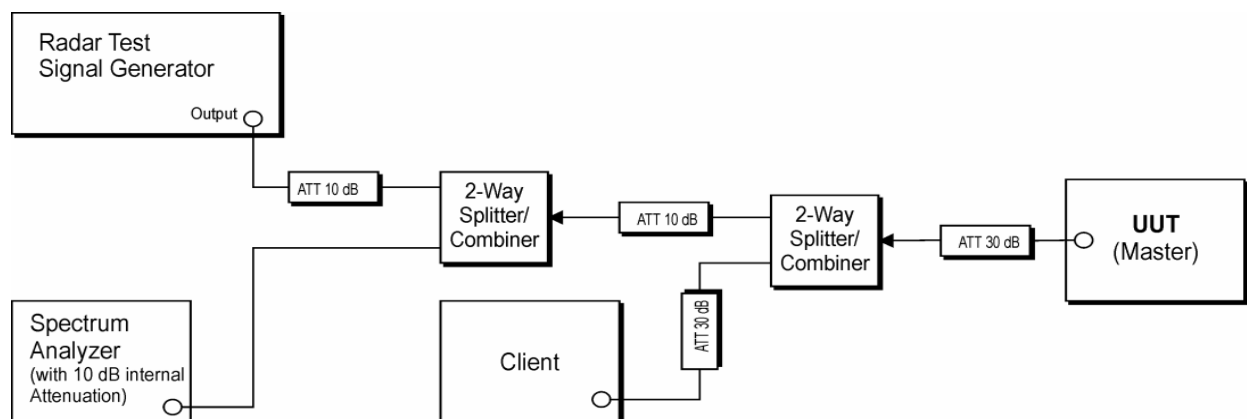 Radar Test
Signal Generator
Output
ATT 10 dB
2-Way
Splitter/
Combiner
ATT 10 dB
2-Way
Splitter/
Combiner
ATT 30 dB
UUT
(Master)
Spectrum
Analyzer
(with 10 dB internal
Attenuation)
Client
ATT 30 dB